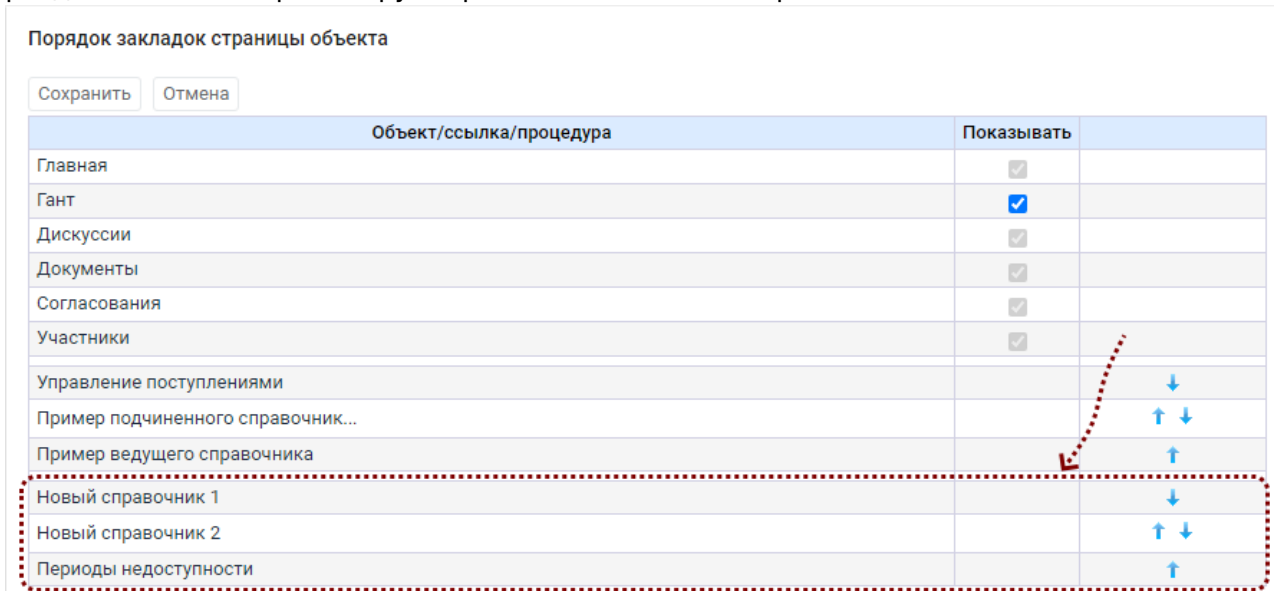 Порядок закладок страницы объекта
Сохранить Отмена
Объект/ссылка/процедура Показывать
Главная
Гант
Дискуссии
Документы
Согласования
Участники
Управление поступлениями
Пример подчиненного справочник...
Пример ведущего справочника
Новый справочник 1
Новый справочник 2
Периоды недоступности